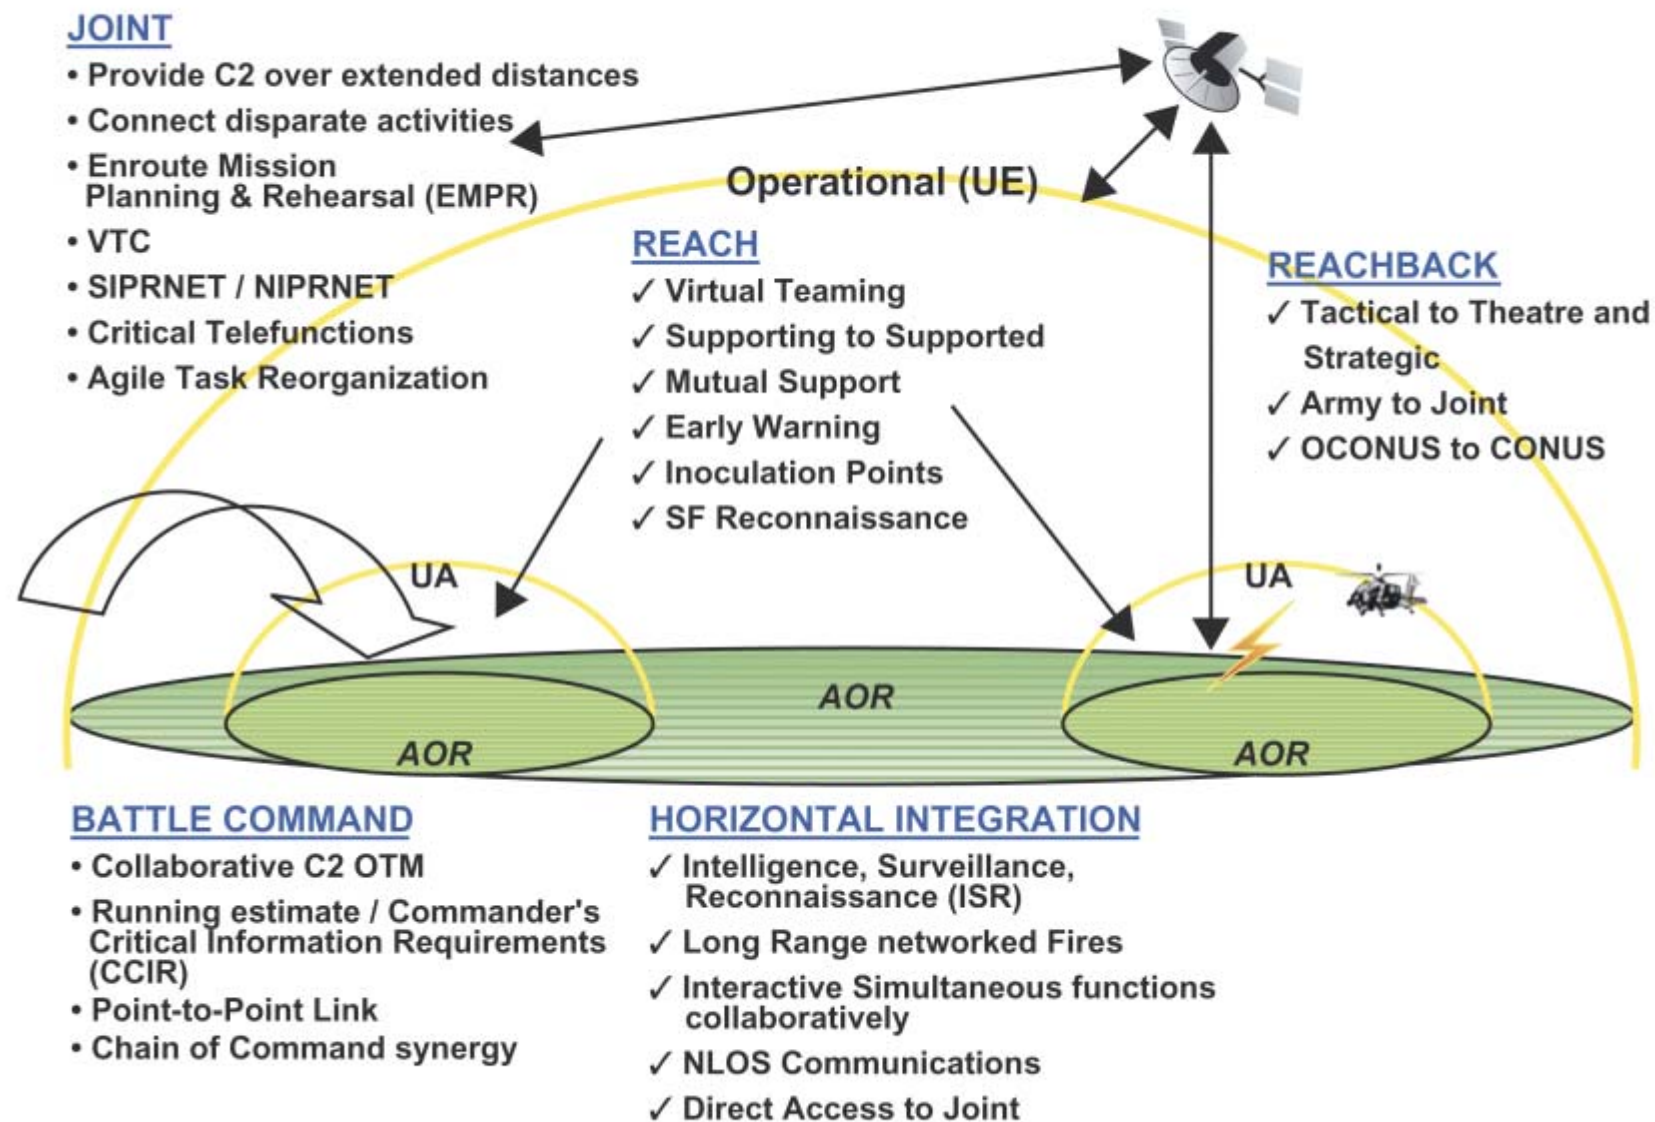 JOINT
• Provide C2 over extended distances
• Connect disparate activities
• Enroute Mission
Planning & Rehearsal (EMPR)
• VTC
• SIPRNET / NIPRNET
• Critical Telefunctions
• Agile Task Reorganization
Operational (UE)
REACH
✓ Virtual Teaming
✓ Supporting to Supported
✓ Mutual Support
✓ Early Warning
✓ Inoculation Points
✓ SF Reconnaissance
REACHBACK
✓ Tactical to Theatre and
Strategic
✓ Army to Joint
✓ OCONUS to CONUS
UA
UA
AOR
AOR
AOR
BATTLE COMMAND
• Collaborative C2 OTM
• Running estimate / Commander's
Critical Information Requirements
(CCIR)
• Point-to-Point Link
• Chain of Command synergy
HORIZONTAL INTEGRATION
✓ Intelligence, Surveillance,
Reconnaissance (ISR)
✓ Long Range networked Fires
✓ Interactive Simultaneous functions
collaboratively
✓ NLOS Communications
✓ Direct Access to Joint